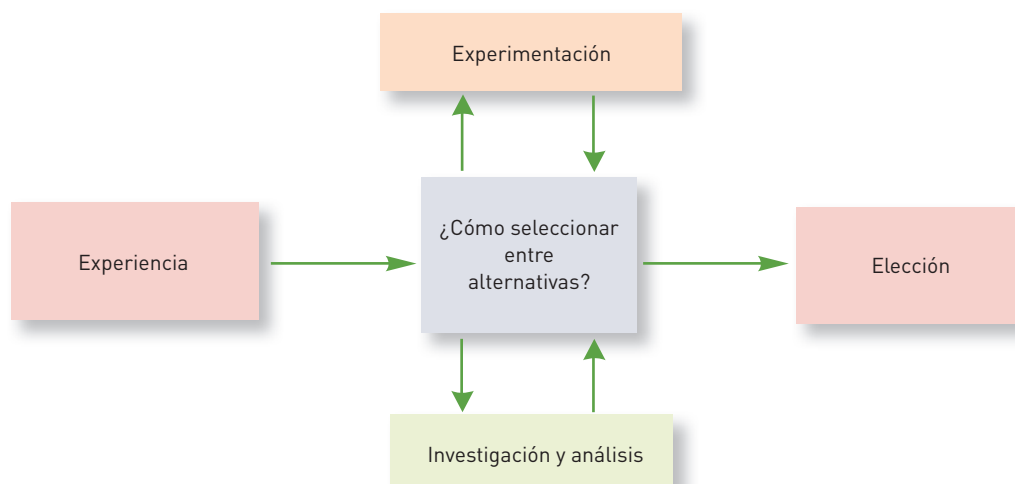 Experimentación
¿Cómo seleccionar
entre
alternativas?
Experiencia
Elección
Investigación y análisis